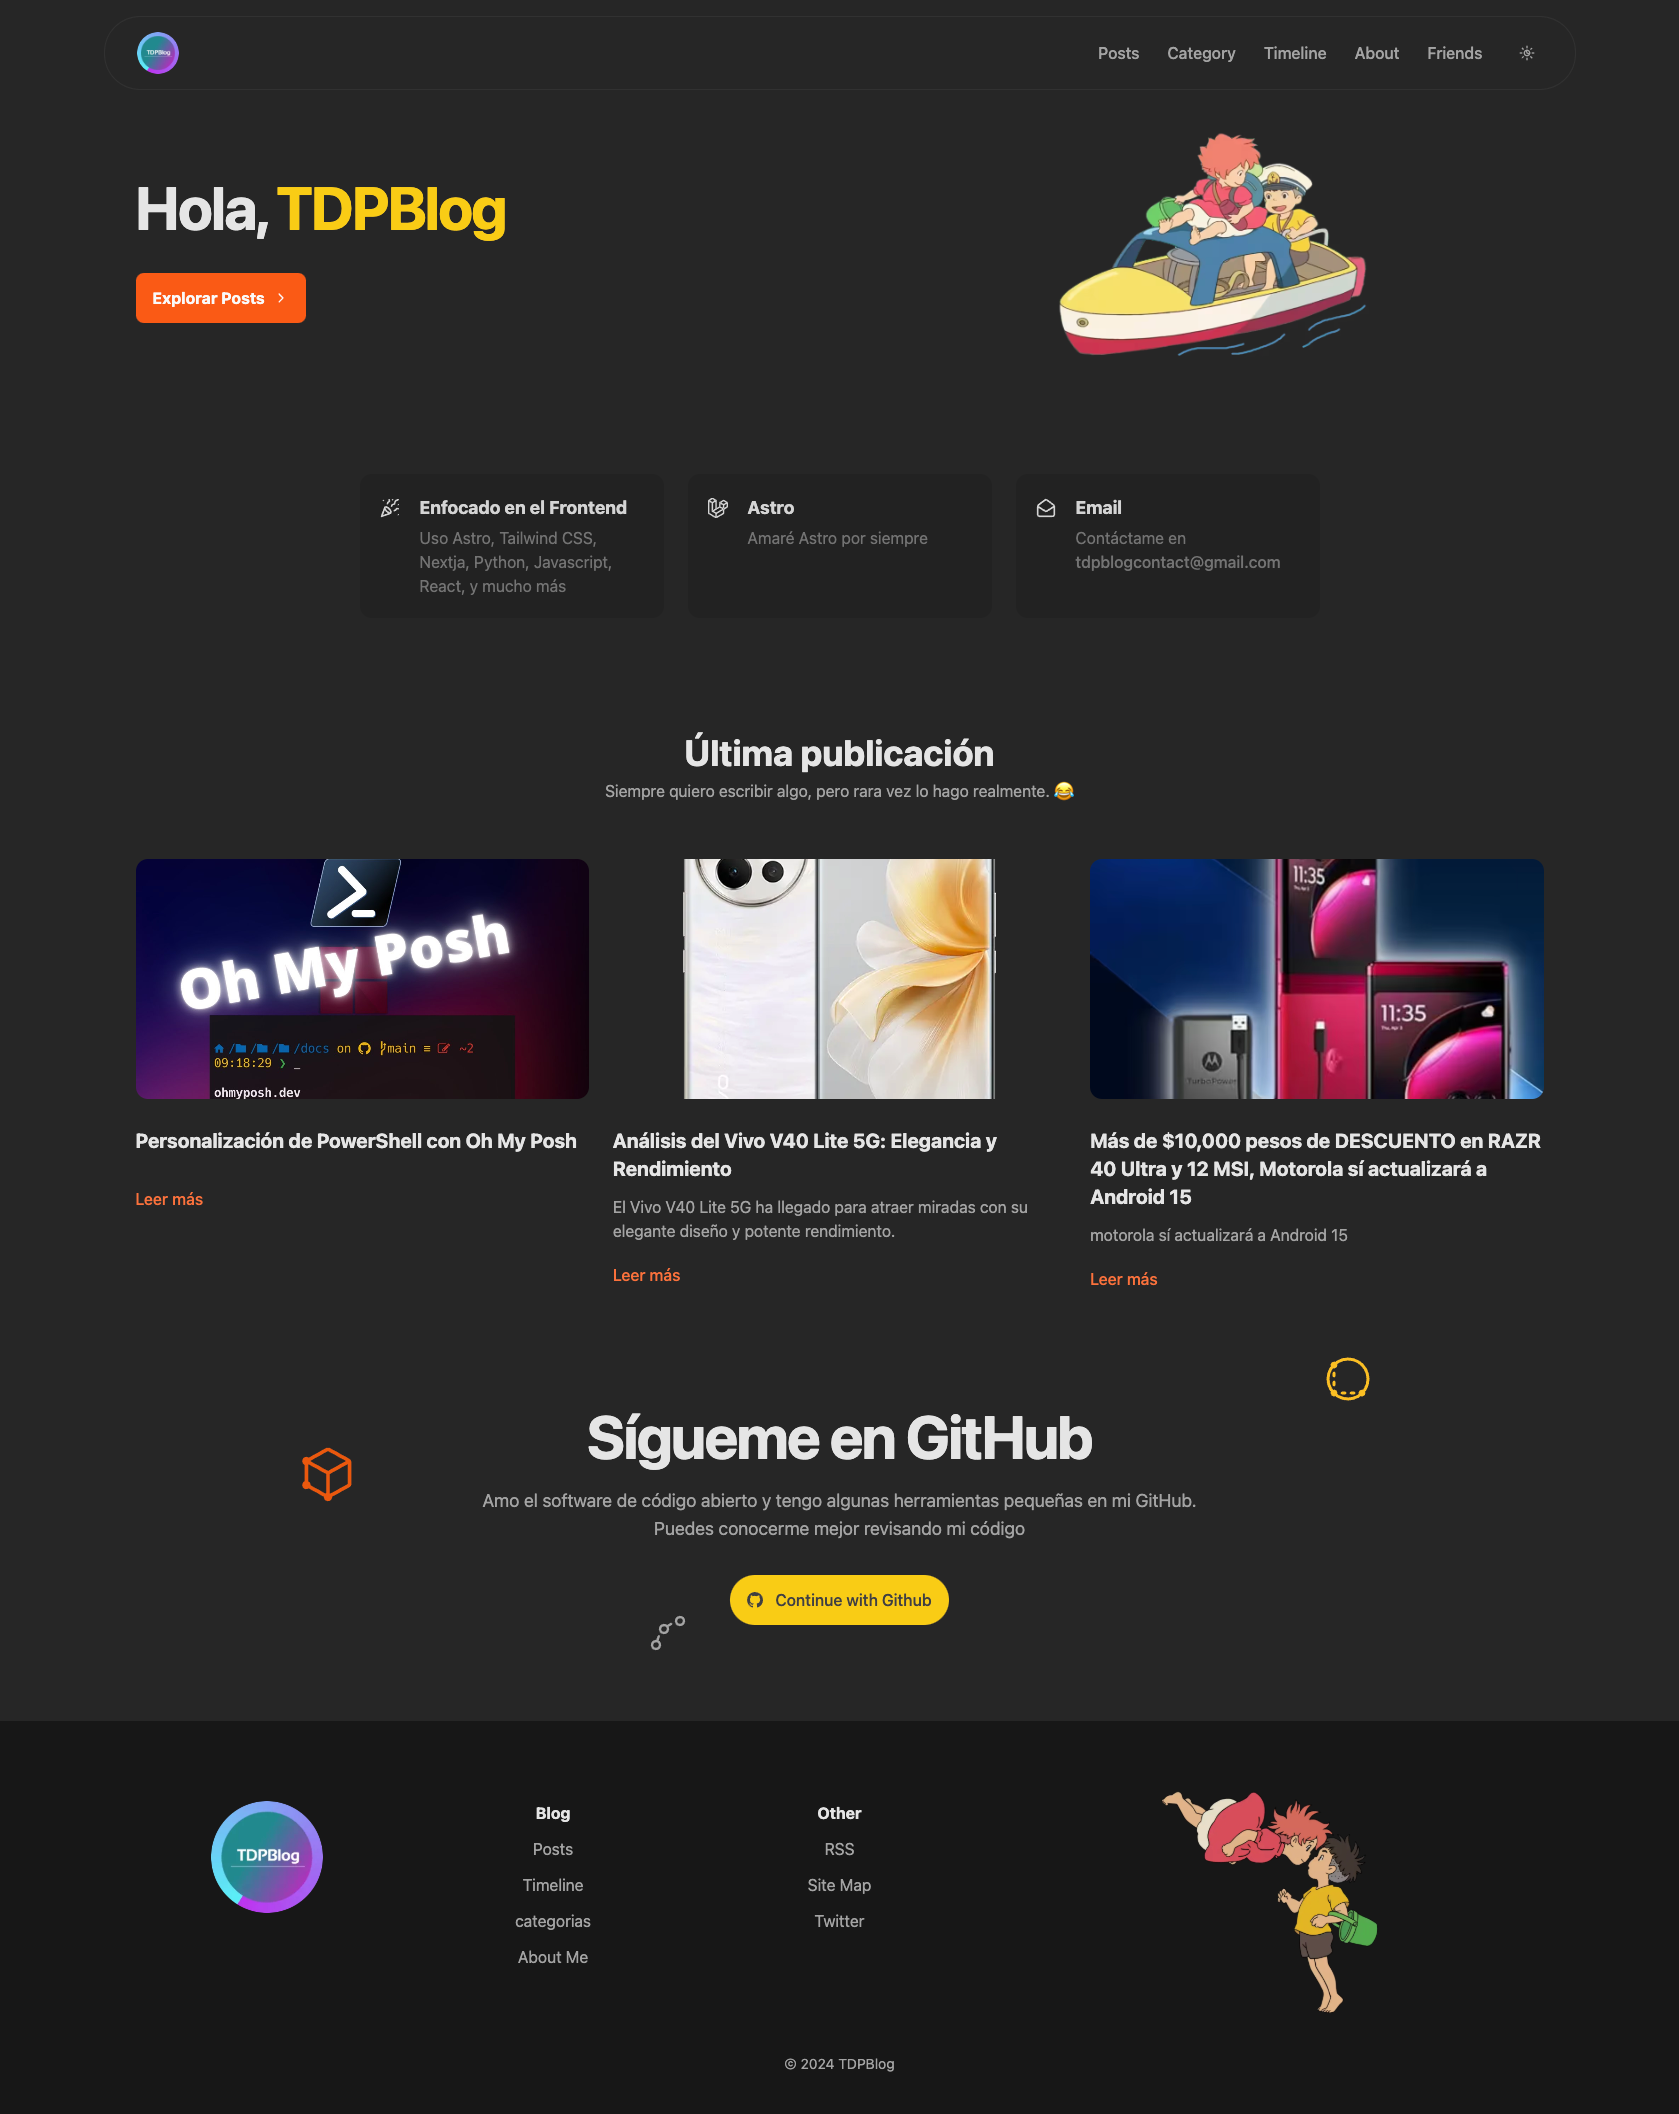 TDPBlog
Posts
Category
Timeline
About
Friends
Hola, TDPBlog
Explorar Posts
Enfocado en el Frontend
Uso Astro, Tailwind CSS,
Nextja, Python, Javascript,
React, y mucho más
Astro
Amaré Astro por siempre
Email
Contáctame en
tdpblogcontact@gmail.com
Última publicación
Siempre quiero escribir algo, pero rara vez lo hago realmente. 😂
Oh My Posh
/docs on main ≡ ~2
09:18:29 ❯ _
ohmyposh.dev
Personalización de PowerShell con Oh My Posh
Leer más
Análisis del Vivo V40 Lite 5G: Elegancia y
Rendimiento
El Vivo V40 Lite 5G ha llegado para atraer miradas con su
elegante diseño y potente rendimiento.
Leer más
11:35
11:35
TurboPower
Más de $10,000 pesos de DESCUENTO en RAZR
40 Ultra y 12 MSI, Motorola sí actualizará a
Android 15
motorola sí actualizará a Android 15
Leer más
Sígueme en GitHub
Amo el software de código abierto y tengo algunas herramientas pequeñas en mi GitHub.
Puedes conocerme mejor revisando mi código
Continue with Github
TDPBlog
Blog
Posts
Timeline
categorias
About Me
Other
RSS
Site Map
Twitter
© 2024 TDPBlog